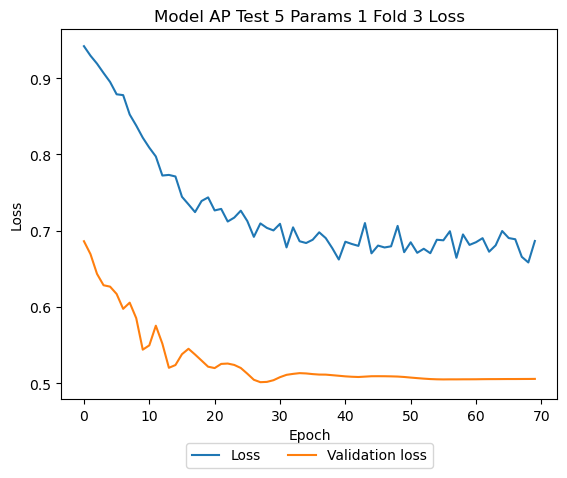 Model AP Test 5 Params 1 Fold 3 Loss
Loss
0.9
0.8
0.7
0.6
0.5
0 10 20 30 40 50 60 70
Epoch
Loss Validation loss